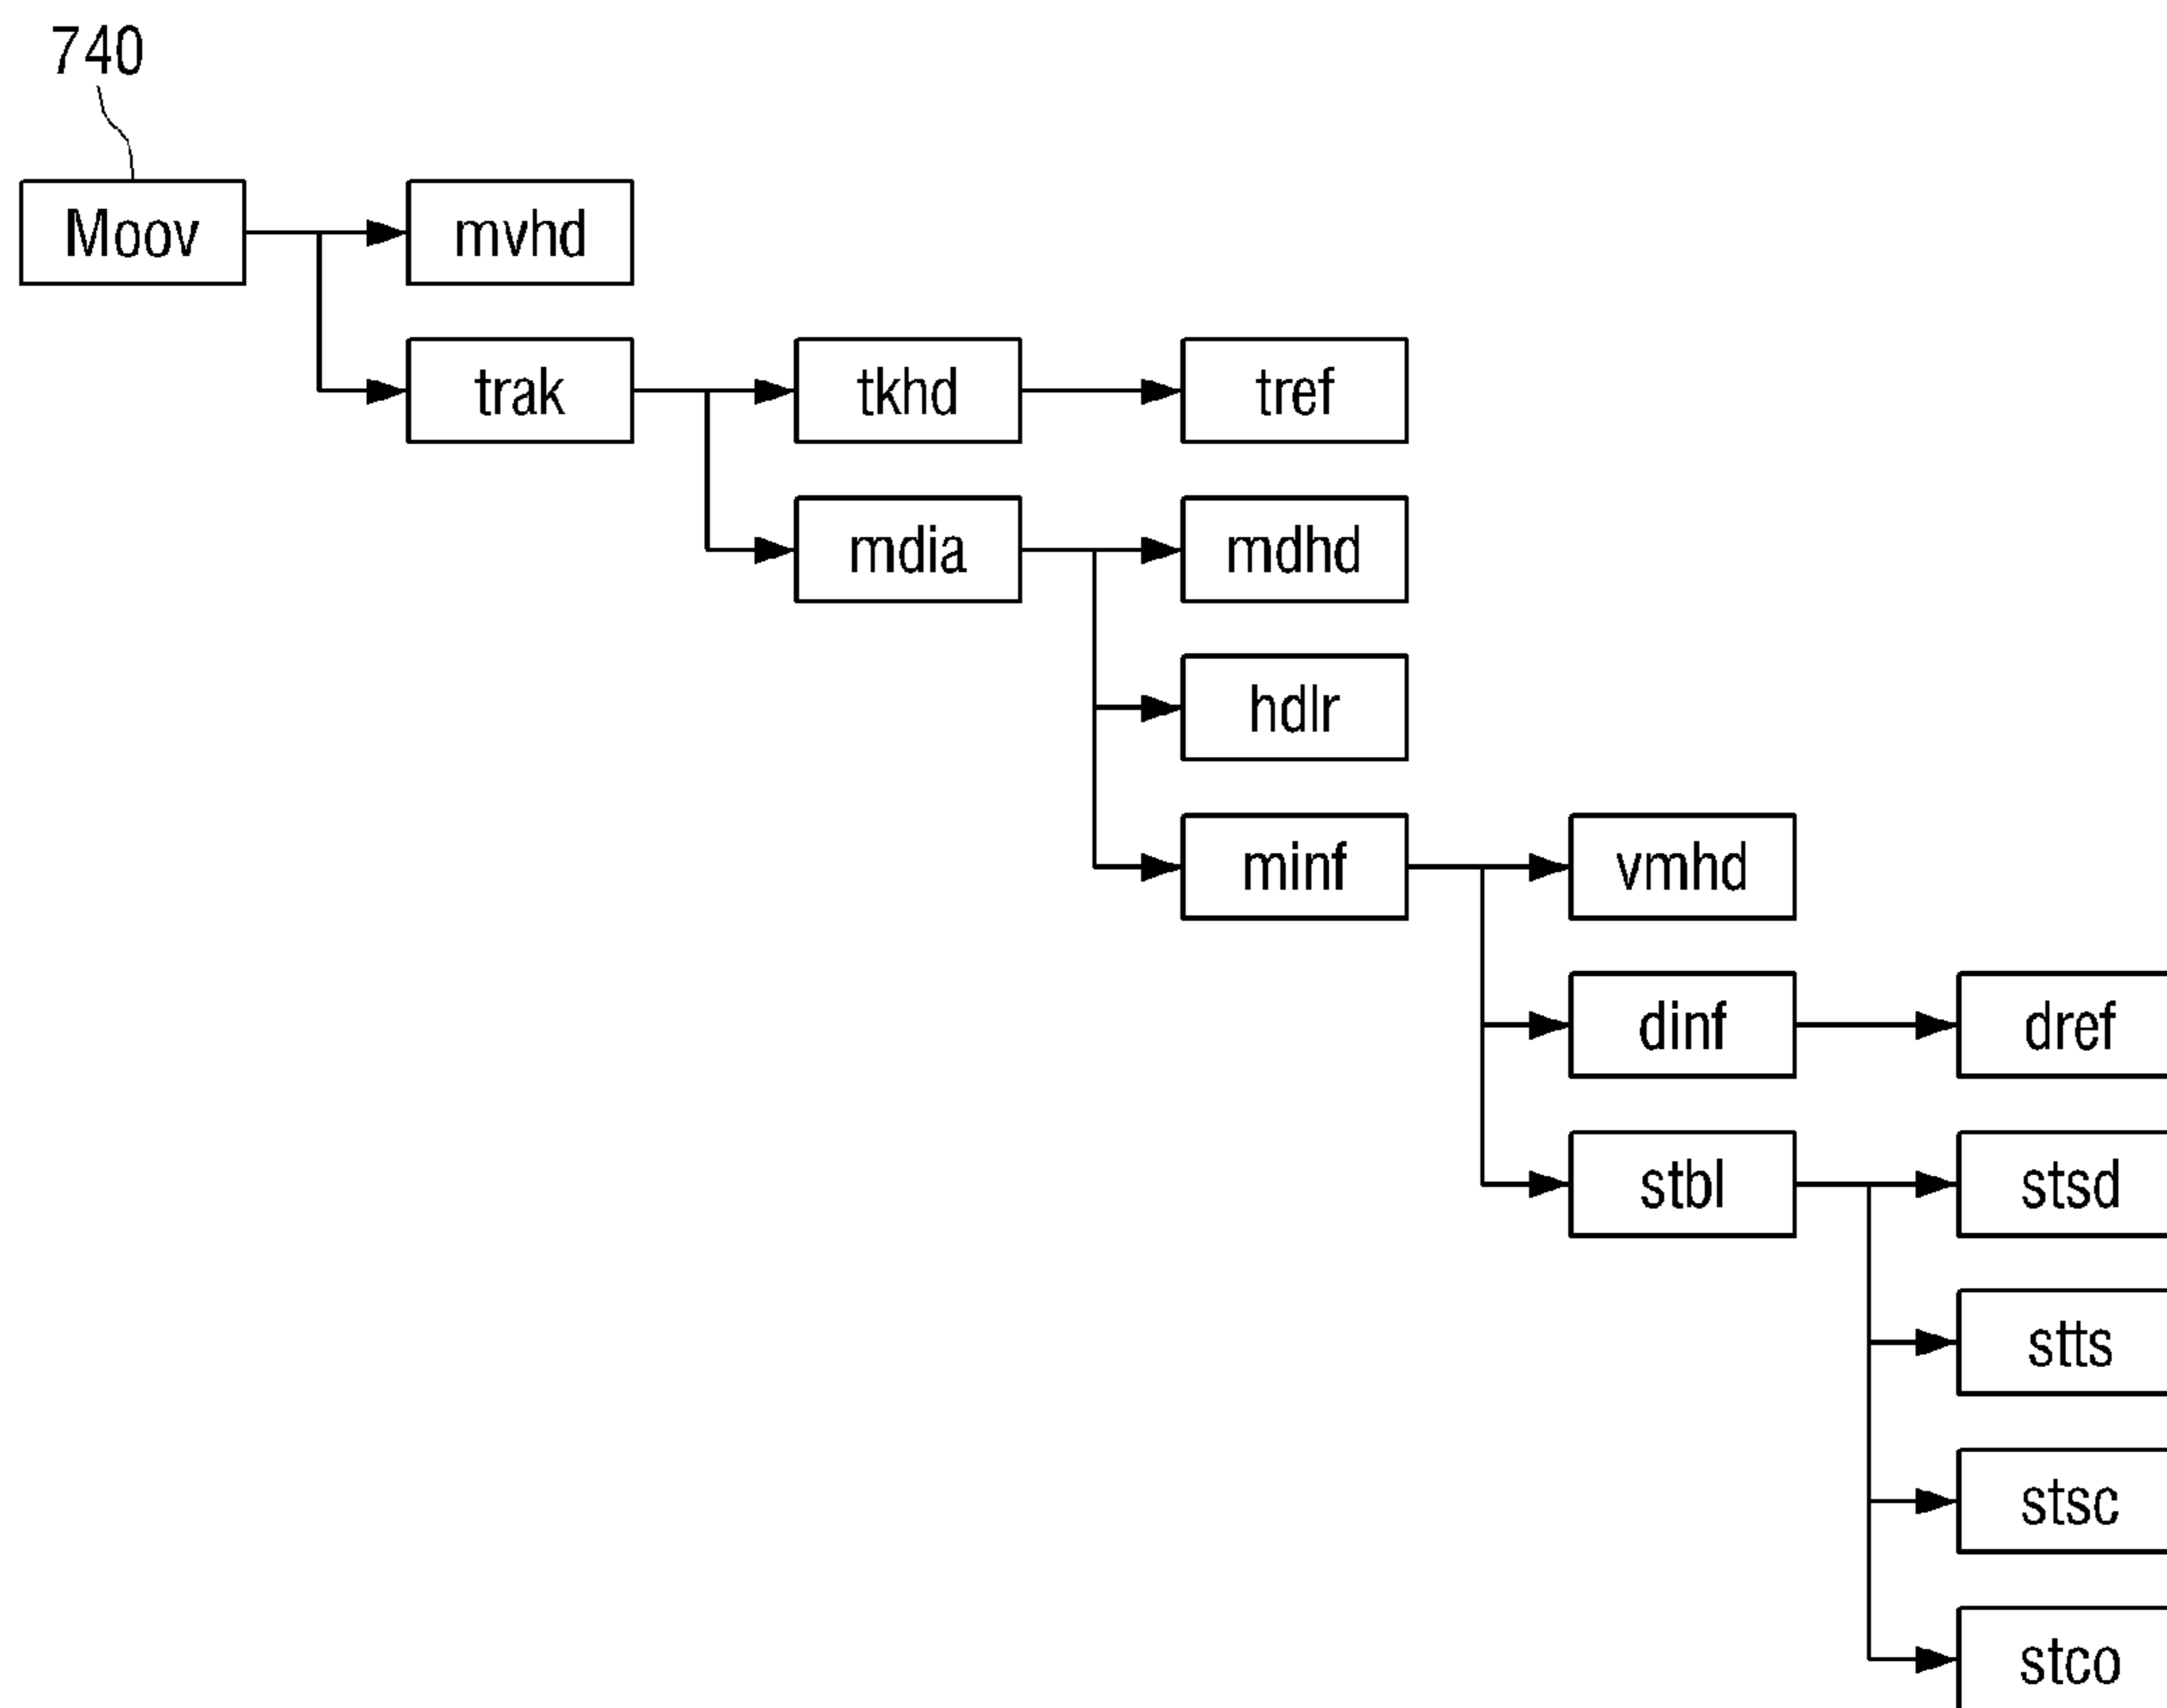 740
Moov mvhd
trak tkhd tref
mdia mdhd
hdlr
minf vmhd
dinf dref
stbl stsd
stts
stsc
stco